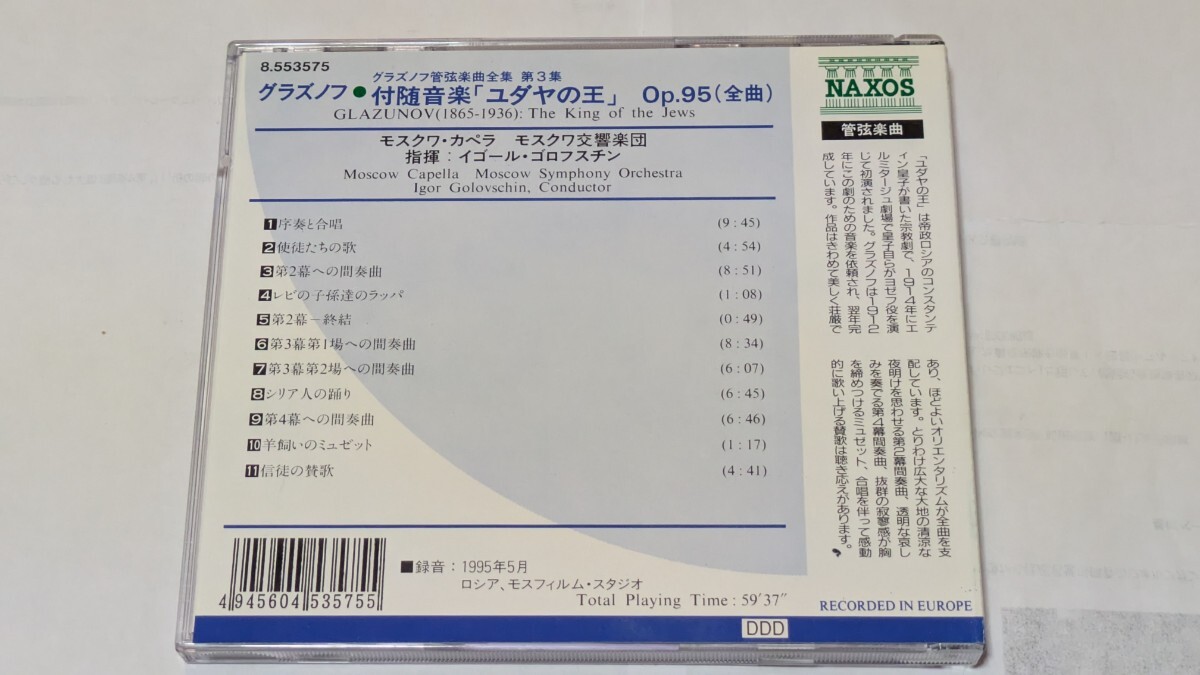 8.553575
グラズノフ管弦楽曲全集 第3集
グラズノフ●付随音楽「ユダヤの王」 Op.95(全曲)
GLAZUNOV(1865-1936): The King of the Jews
モスクワ・カペラ モスクワ交響楽団
指揮：イゴール・ゴロフスチン
Moscow Capella Moscow Symphony Orchestra
Igor Golovschin, Conductor
1 序奏と合唱 (9：45)
2 使徒たちの歌 (4：54)
3 第2幕への間奏曲 (8：51)
4 レビの子孫達のラッパ (1：08)
5 第2幕－終結 (0：49)
6 第3幕第1場への間奏曲 (8：34)
7 第3幕第2場への間奏曲 (6：07)
8 シリア人の踊り (6：45)
9 第4幕への間奏曲 (6：46)
10 羊飼いのミュゼット (1：17)
11 信徒の賛歌 (4：41)
4 945604 535755
■録音：1995年5月
ロシア、モスフィルム・スタジオ
Total Playing Time : 59′37″
DDD
NAXOS
管弦楽曲
「ユダヤの王」は帝政ロシアのコンスタンテ
ィン皇子が書いた宗教劇で、1914年にエ
ルミタージュ劇場で皇子自らがヨゼフ役を演
じて初演されました。グラズノフは1912
年にこの劇のための音楽を依頼され、翌年完
成しています。作品はきわめて美しく荘厳で
あり、ほどよいオリエンタリズムが全曲を支
配しています。とりわけ広大な大地の清涼な
夜明けを思わせる第2幕間奏曲、透明な哀し
みを奏でる第4幕間奏曲、抜群の寂寥感が胸
を締めつけるミュゼット、合唱を伴って感動
的に歌い上げる賛歌は聴き応えがあります。
RECORDED IN EUROPE